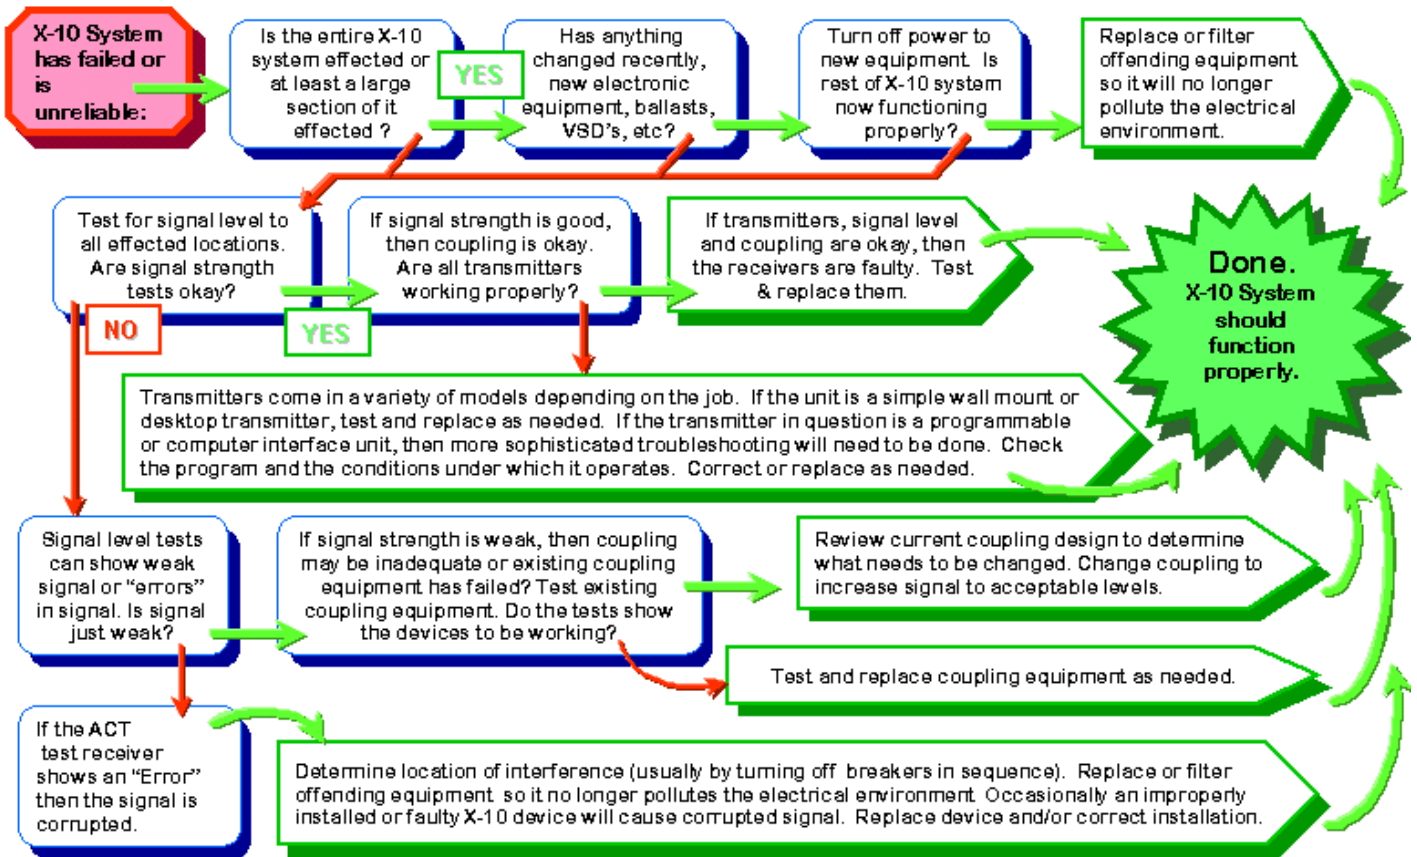 X-10 System
has failed or
is
unreliable:
Is the entire X-10
system effected or
at least a large
section of it
effected ?
YES
Has anything
changed recently,
new electronic
equipment, ballasts,
VSD's, etc?
Turn off power to
new equipment. Is
rest of X-10 system
now functioning
properly?
Replace or filter
offending equipment
so it will no longer
pollute the electrical
environment.
Test for signal level to
all effected locations.
Are signal strength
tests okay?
If signal strength is good,
then coupling is okay.
Are all transmitters
working properly?
If transmitters, signal level
and coupling are okay, then
the receivers are faulty. Test
& replace them.
Done.
X-10 System
should
function
properly.
NO
YES
Transmitters come in a variety of models depending on the job. If the unit is a simple wall mount or
desktop transmitter, test and replace as needed. If the transmitter in question is a programmable
or computer interface unit, then more sophisticated troubleshooting will need to be done. Check
the program and the conditions under which it operates. Correct or replace as needed.
Signal level tests
can show weak
signal or "errors"
in signal. Is signal
just weak?
If signal strength is weak, then coupling
may be inadequate or existing coupling
equipment has failed? Test existing
coupling equipment. Do the tests show
the devices to be working?
Review current coupling design to determine
what needs to be changed. Change coupling to
increase signal to acceptable levels.
Test and replace coupling equipment as needed.
If the ACT
test receiver
shows an "Error"
then the signal is
corrupted.
Determine location of interference (usually by turning off breakers in sequence). Replace or filter
offending equipment so it no longer pollutes the electrical environment. Occasionally an improperly
installed or faulty X-10 device will cause corrupted signal. Replace device and/or correct installation.